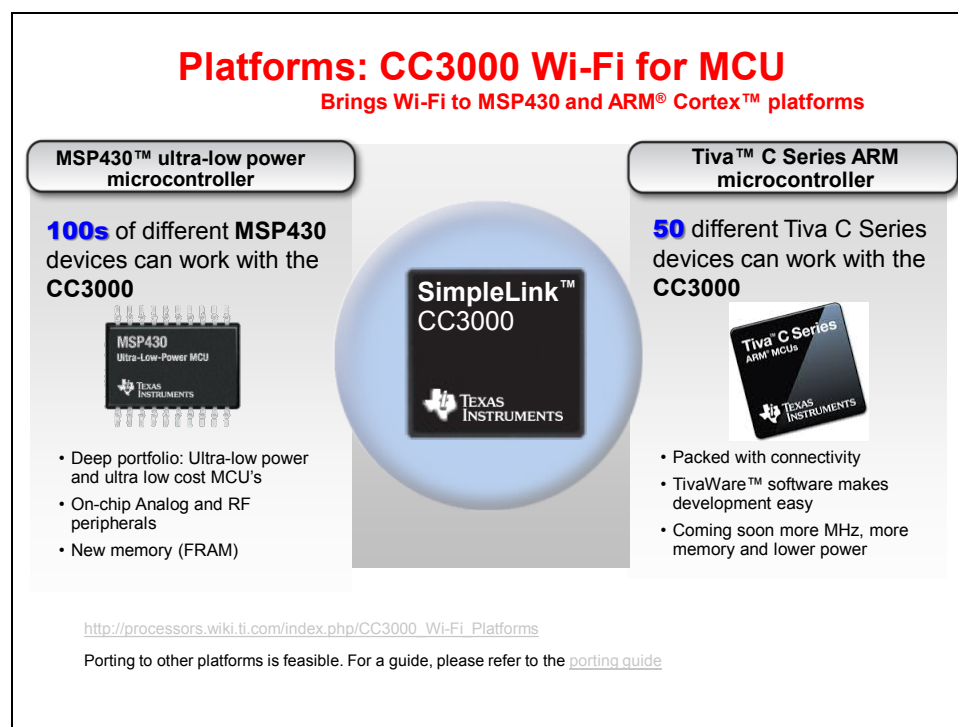 Platforms: CC3000 Wi-Fi for MCU
Brings Wi-Fi to MSP430 and ARM® Cortex™ platforms
MSP430™ ultra-low power
microcontroller
100s of different MSP430
devices can work with the
CC3000
MSP430
Ultra-Low-Power MCU
TEXAS
INSTRUMENTS
• Deep portfolio: Ultra-low power
and ultra low cost MCU's
• On-chip Analog and RF
peripherals
• New memory (FRAM)
SimpleLink™
CC3000
TEXAS
INSTRUMENTS
Tiva™ C Series ARM
microcontroller
50 different Tiva C Series
devices can work with the
CC3000
Tiva™ C Series
ARM® MCUs
TEXAS
INSTRUMENTS
• Packed with connectivity
• TivaWare™ software makes
development easy
• Coming soon more MHz, more
memory and lower power
http://processors.wiki.ti.com/index.php/CC3000_Wi-Fi_Platforms
Porting to other platforms is feasible. For a guide, please refer to the porting guide